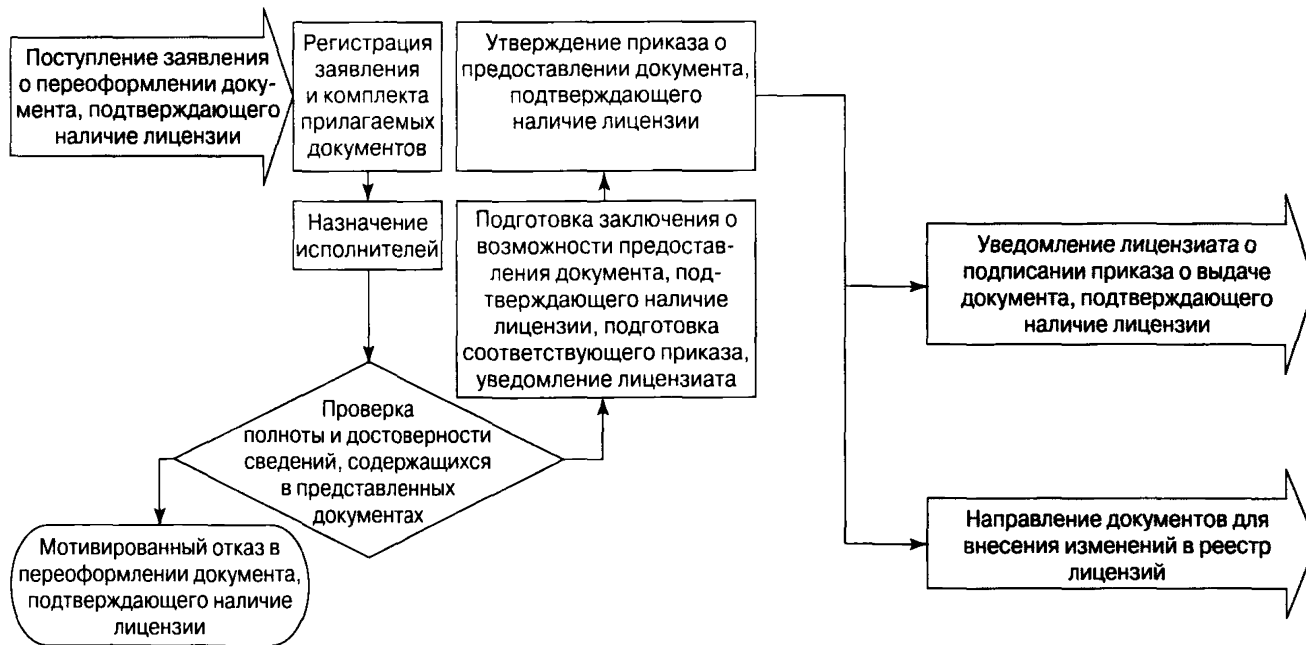 Поступление заявления
о переоформлении доку-
мента, подтверждающего
наличие лицензии
Регистрация
заявления
и комплекта
прилагаемых
документов
Назначение
исполнителей
Проверка
полноты и достоверности
сведений, содержащихся
в представленных
документах
Мотивированный отказ в
переоформлении документа,
подтверждающего наличие
лицензии
Подготовка заключения о
возможности предостав-
ления документа, под-
тверждающего наличие
лицензии, подготовка
соответствующего приказа,
уведомление лицензиата
Утверждение приказа о
предоставлении документа,
подтверждающего
наличие лицензии
Уведомление лицензиата о
подписании приказа о выдаче
документа, подтверждающего
наличие лицензии
Направление документов для
внесения изменений в реестр
лицензий